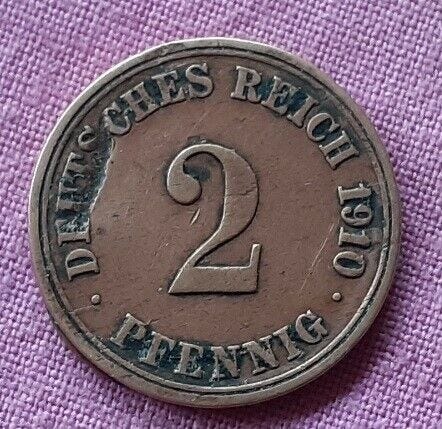 DEUTSCHES REICH 1910
2
PFENNIG